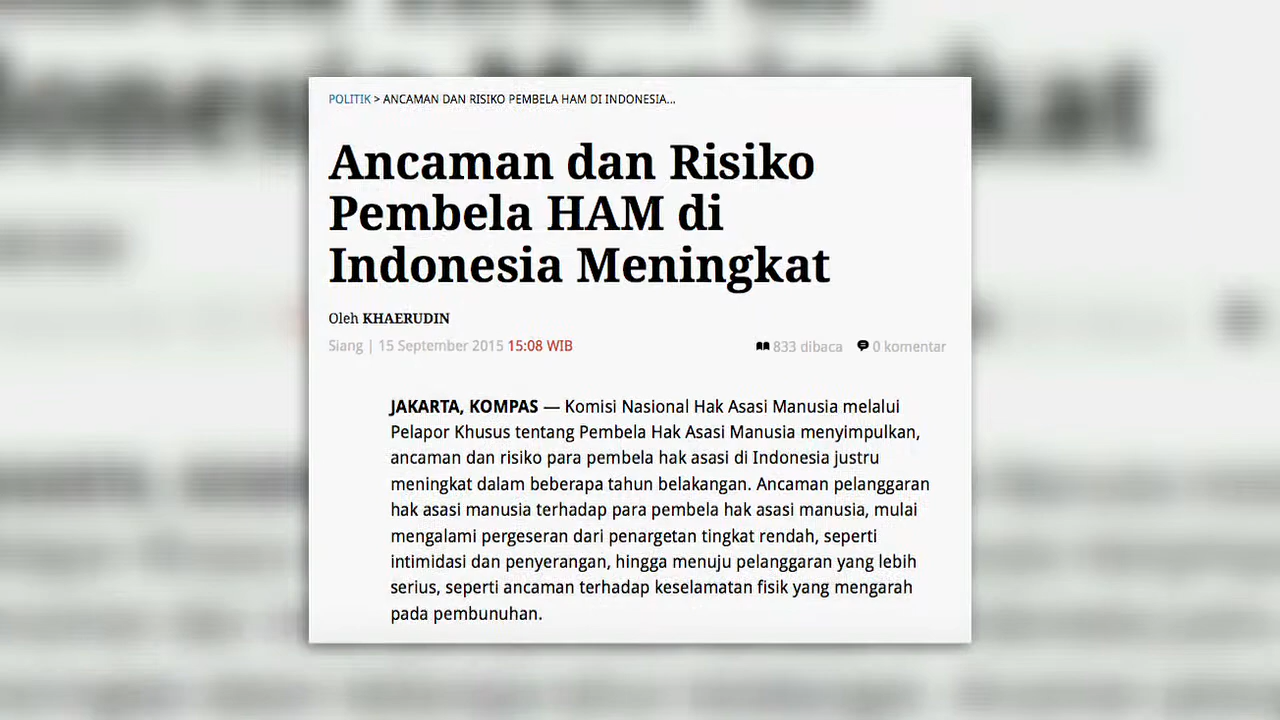 POLITIK > ANCAMAN DAN RISIKO PEMBELA HAM DI INDONESIA...
Ancaman dan Risiko
Pembela HAM di
Indonesia Meningkat
Oleh KHAERUDIN
Siang | 15 September 2015 15:08 WIB
833 dibaca 0 komentar
JAKARTA, KOMPAS — Komisi Nasional Hak Asasi Manusia melalui
Pelapor Khusus tentang Pembela Hak Asasi Manusia menyimpulkan,
ancaman dan risiko para pembela hak asasi di Indonesia justru
meningkat dalam beberapa tahun belakangan. Ancaman pelanggaran
hak asasi manusia terhadap para pembela hak asasi manusia, mulai
mengalami pergeseran dari penargetan tingkat rendah, seperti
intimidasi dan penyerangan, hingga menuju pelanggaran yang lebih
serius, seperti ancaman terhadap keselamatan fisik yang mengarah
pada pembunuhan.